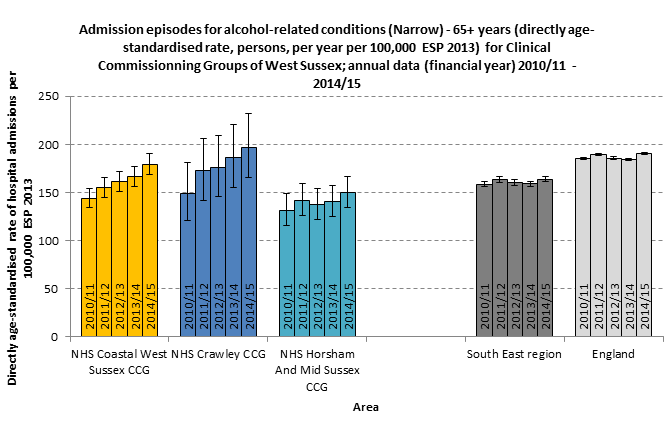 Admission episodes for alcohol-related conditions (Narrow) - 65+ years (directly age-
standardised rate, persons, per year per 100,000 ESP 2013) for Clinical
Commissionning Groups of West Sussex; annual data (financial year) 2010/11 -
2014/15
Directly age-standardised rate of hospital admissions per
100,000 ESP 2013
250
200
150
100
50
0
2010/11
2011/12
2012/13
2013/14
2014/15
2010/11
2011/12
2012/13
2013/14
2014/15
2010/11
2011/12
2012/13
2013/14
2014/15
2010/11
2011/12
2012/13
2013/14
2014/15
2010/11
2011/12
2012/13
2013/14
2014/15
NHS Coastal West
Sussex CCG
NHS Crawley CCG
NHS Horsham
And Mid Sussex
CCG
South East region
England
Area